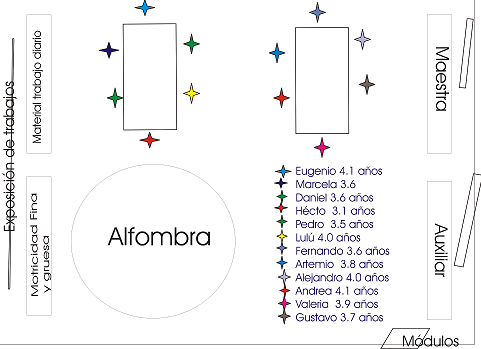 Exposición de trabajos
Material trabajo diario
Motricidad Fina
y gruesa
Alfombra
Maestra
Auxiliar
Eugenio 4.1 años
Marcela 3.6
Daniel 3.6 años
Hécto 3.1 años
Pedro 3.5 años
Lulú 4.0 años
Fernando 3.6 años
Artemio 3.8 años
Alejandro 4.0 años
Andrea 4.1 años
Valeria 3.9 años
Gustavo 3.7 años
Módulos